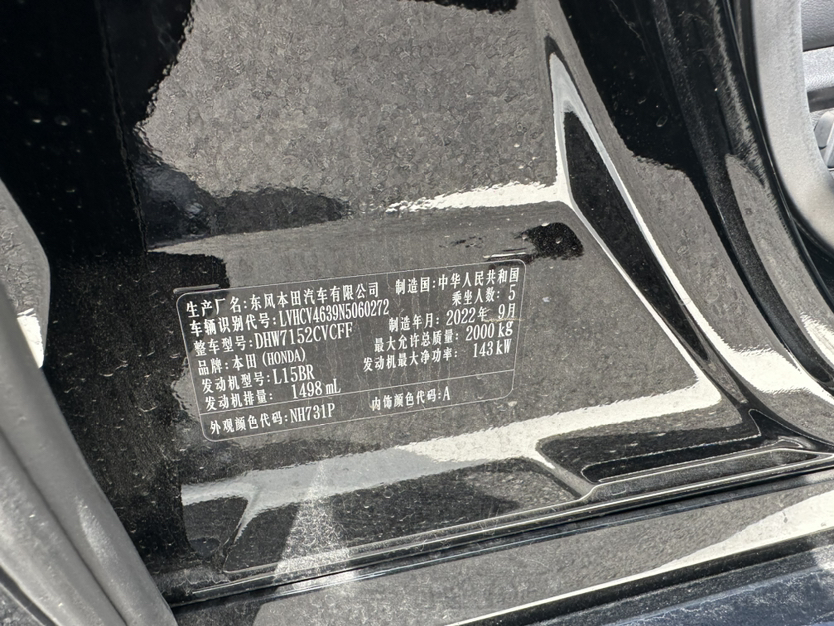 生产厂名:东风本田汽车有限公司 制造国:中华人民共和国
车辆识别代号:LVHCV4639N5060272 乘坐人数: 5
整车型号:DHW7152CVCFF 制造年月: 2022年 9月
品牌:本田 (HONDA) 最大允许总质量: 2000 kg
发动机型号:L15BR 发动机最大净功率: 143 kW
发动机排量: 1498 mL
外观颜色代码:NH731P 内饰颜色代码:A